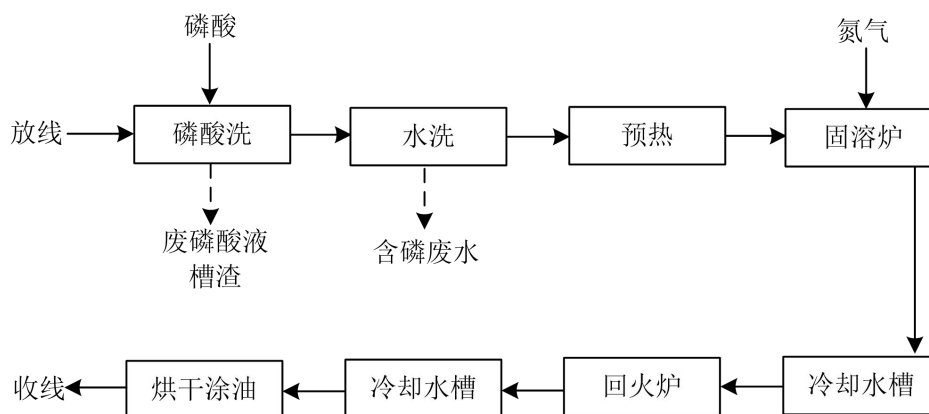 磷酸
氮气
放线
磷酸洗
水洗
预热
固溶炉
废磷酸液
槽渣
含磷废水
收线
烘干涂油
冷却水槽
回火炉
冷却水槽